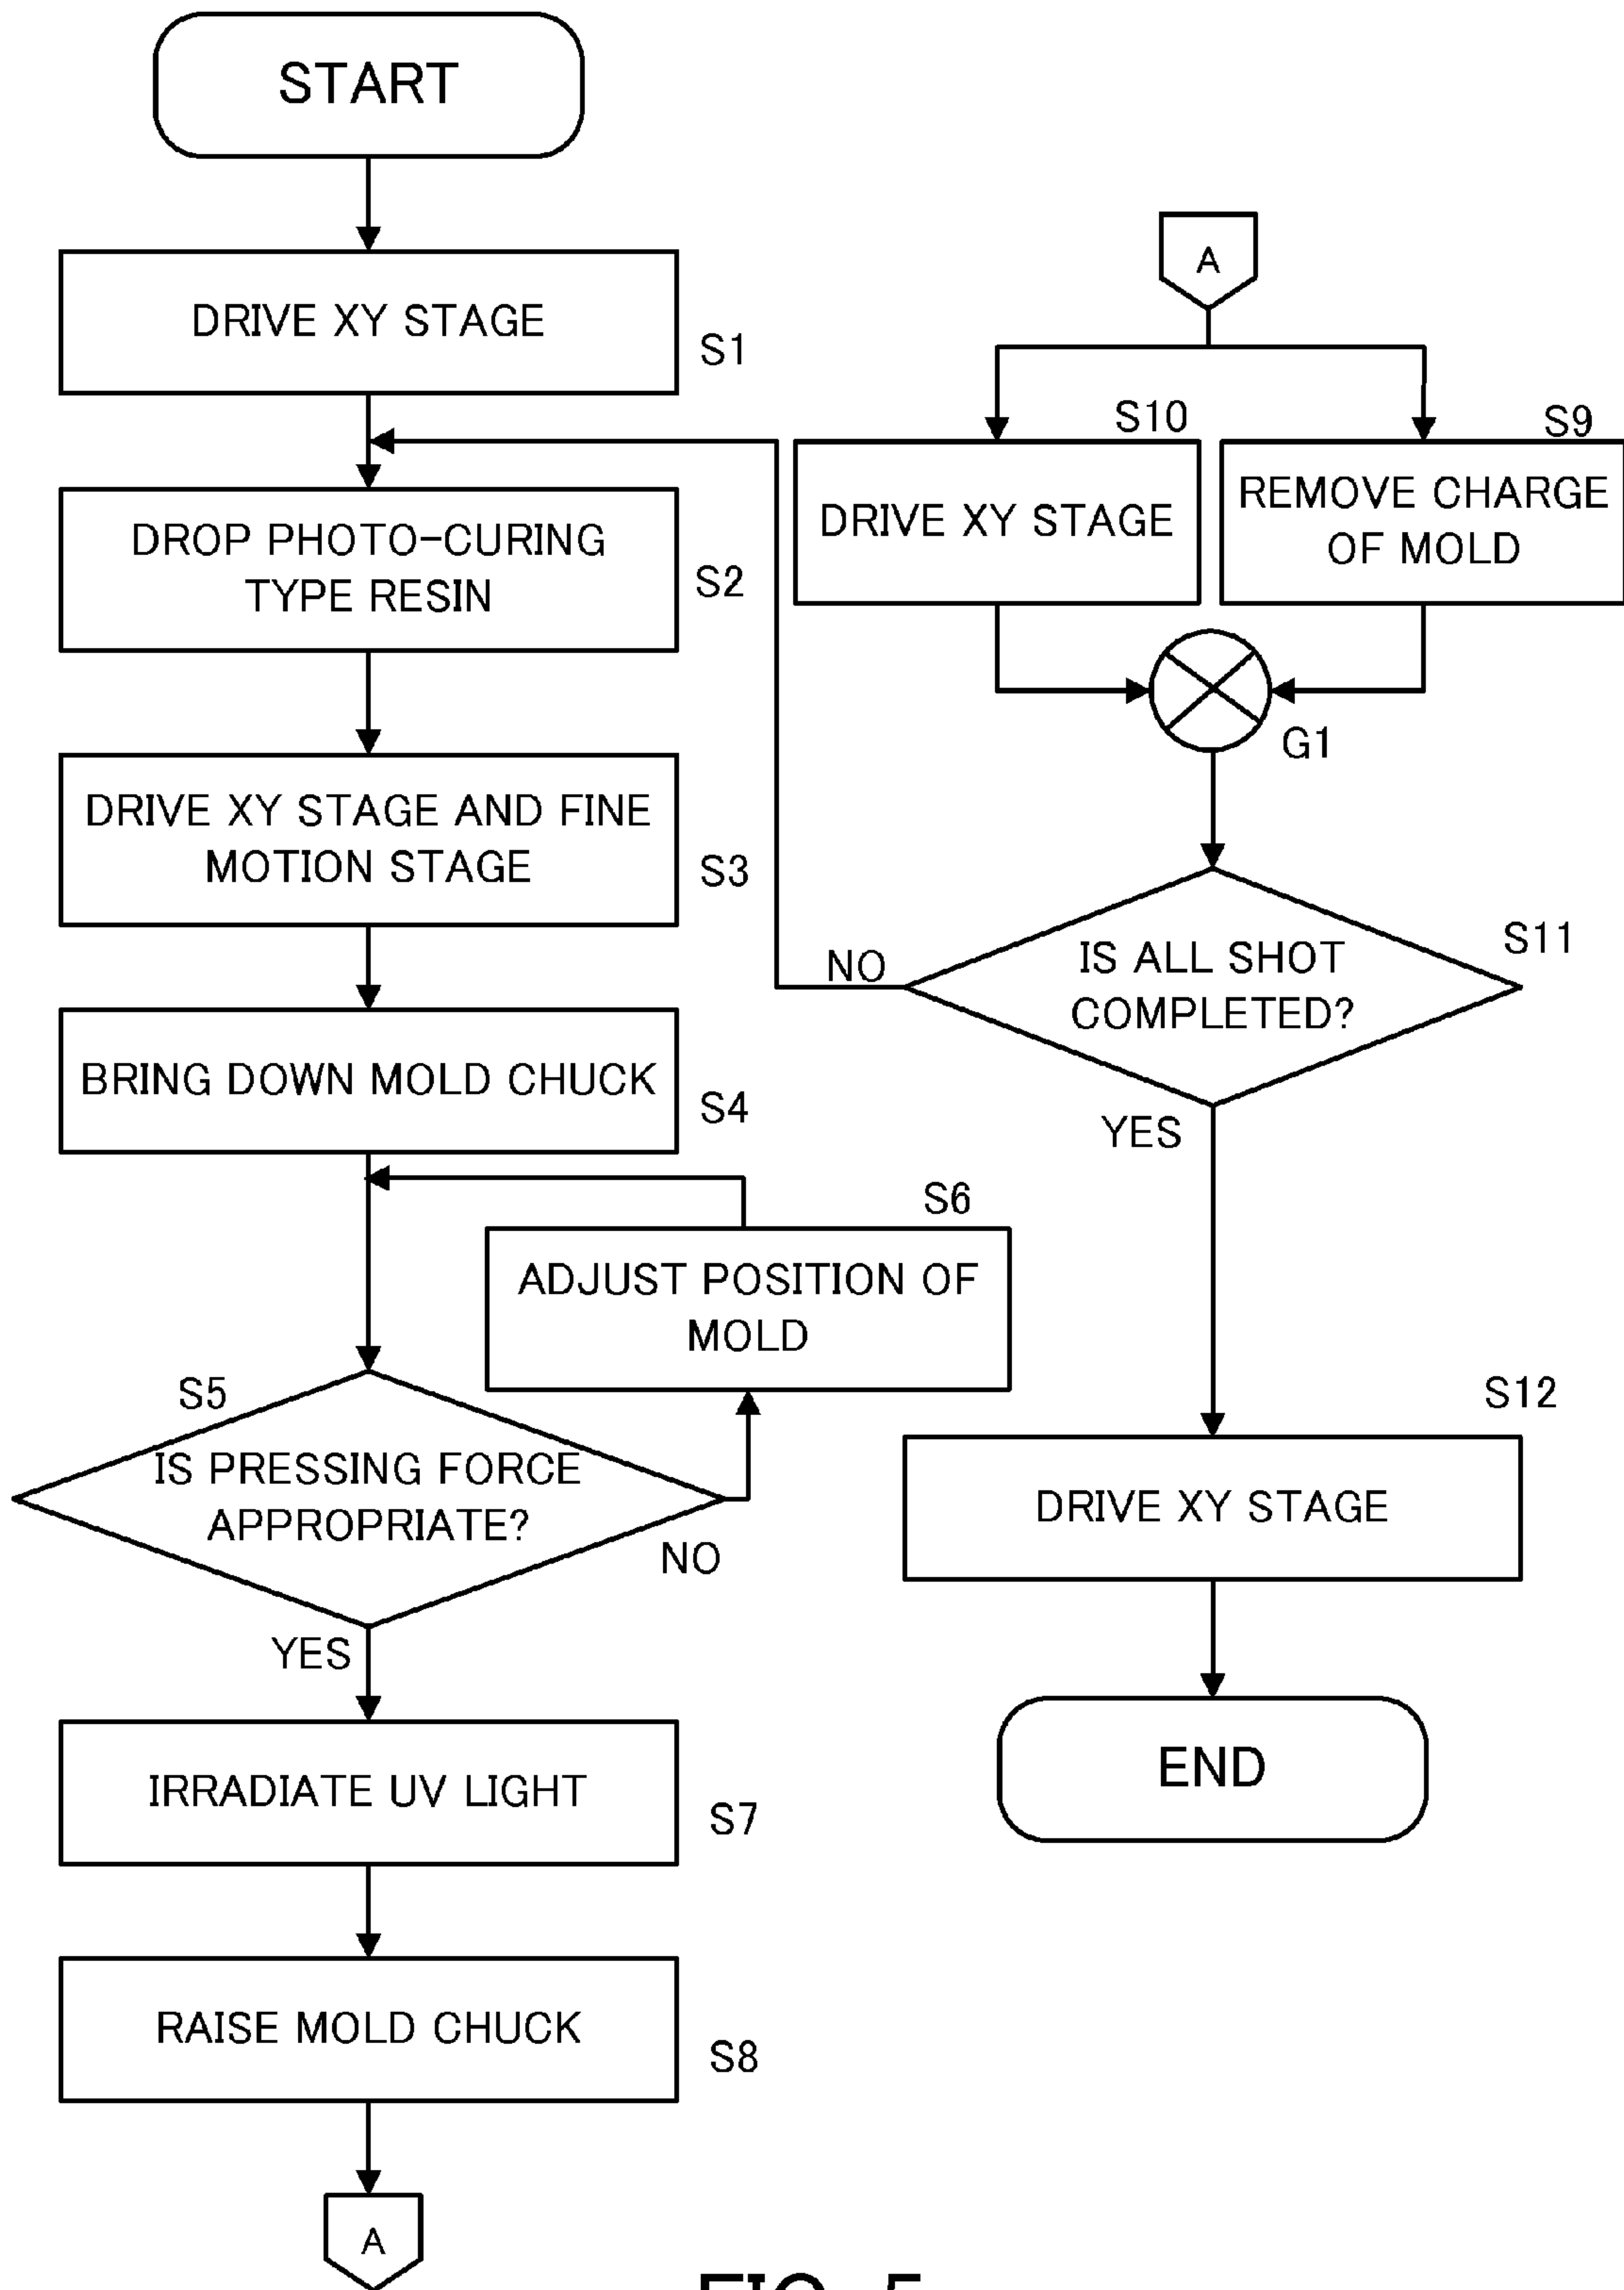 START
DRIVE XY STAGE
S1
DROP PHOTO-CURING
TYPE RESIN
S2
DRIVE XY STAGE AND FINE
MOTION STAGE
S3
BRING DOWN MOLD CHUCK
S4
S6
ADJUST POSITION OF
MOLD
S5
IS PRESSING FORCE
APPROPRIATE?
NO
YES
IRRADIATE UV LIGHT
S7
RAISE MOLD CHUCK
S8
A
A
S10
DRIVE XY STAGE
S9
REMOVE CHARGE
OF MOLD
G1
S11
IS ALL SHOT
COMPLETED?
NO
YES
S12
DRIVE XY STAGE
END
FIG. 5